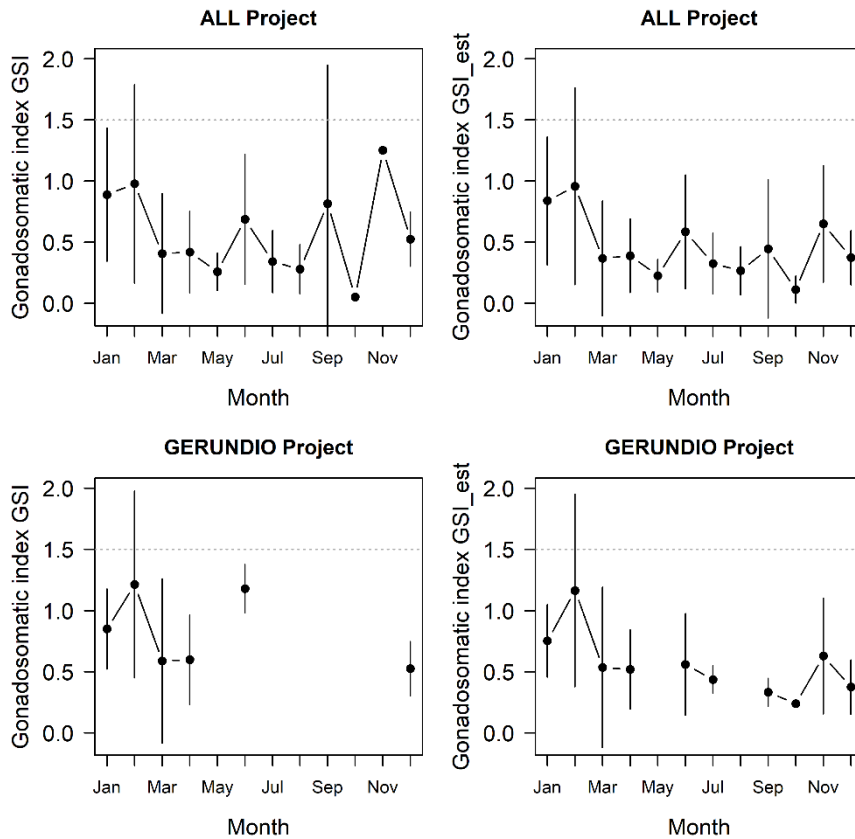 ALL Project
Gonadosomatic index GSI
2.0
1.5
1.0
0.5
0.0
Jan Mar May Jul Sep Nov
Month
ALL Project
Gonadosomatic index GSI_est
2.0
1.5
1.0
0.5
0.0
Jan Mar May Jul Sep Nov
Month
GERUNDIO Project
Gonadosomatic index GSI
2.0
1.5
1.0
0.5
0.0
Jan Mar May Jul Sep Nov
Month
GERUNDIO Project
Gonadosomatic index GSI_est
2.0
1.5
1.0
0.5
0.0
Jan Mar May Jul Sep Nov
Month